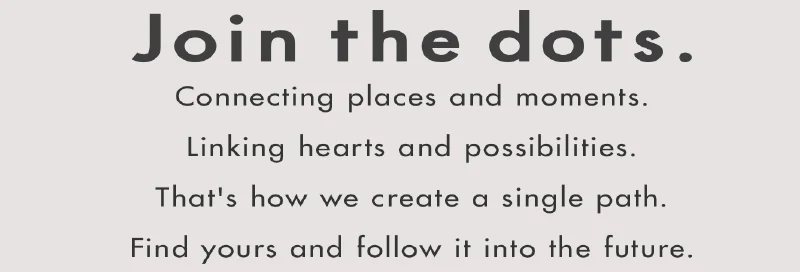 Join the dots.
Connecting places and moments.
Linking hearts and possibilities.
That's how we create a single path.
Find yours and follow it into the future.